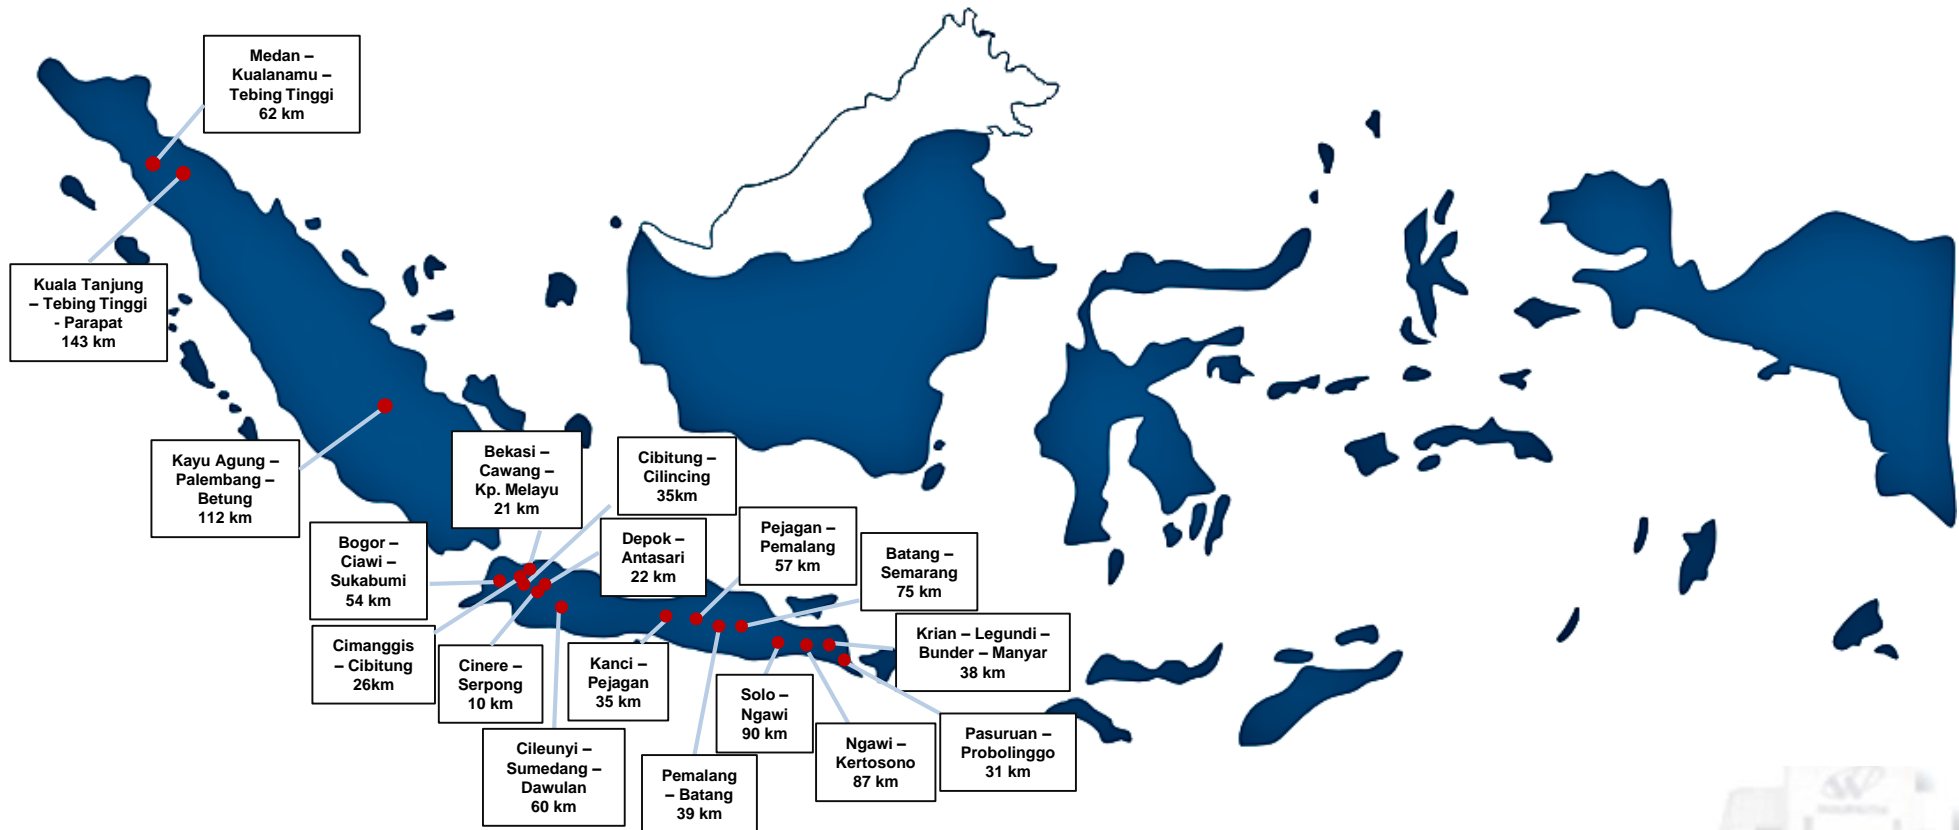 Medan –
Kualanamu –
Tebing Tinggi
62 km
Kuala Tanjung
– Tebing Tinggi
- Parapat
143 km
Kayu Agung –
Palembang –
Betung
112 km
Bekasi –
Cawang –
Kp. Melayu
21 km
Cibitung –
Cilincing
35km
Bogor –
Ciawi –
Sukabumi
54 km
Depok –
Antasari
22 km
Pejagan –
Pemalang
57 km
Batang –
Semarang
75 km
Cimanggis
– Cibitung
26km
Cinere –
Serpong
10 km
Kanci –
Pejagan
35 km
Krian – Legundi –
Bunder – Manyar
38 km
Solo –
Ngawi
90 km
Cileunyi –
Sumedang –
Dawulan
60 km
Pemalang
– Batang
39 km
Ngawi –
Kertosono
87 km
Pasuruan –
Probolinggo
31 km